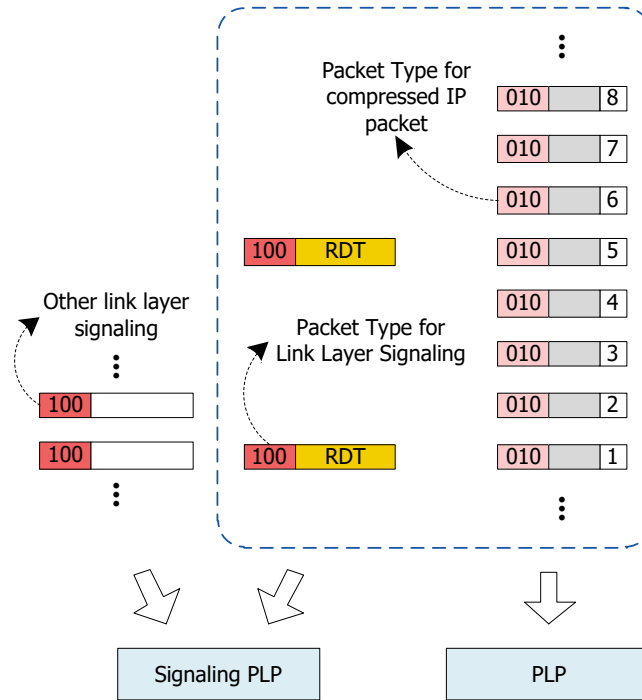 Packet Type for
compressed IP
packet
010 8
010 7
010 6
100 RDT
010 5
Other link layer
signaling
010 4
Packet Type for
Link Layer Signaling
010 3
100
010 2
100
100 RDT
010 1
Signaling PLP
PLP